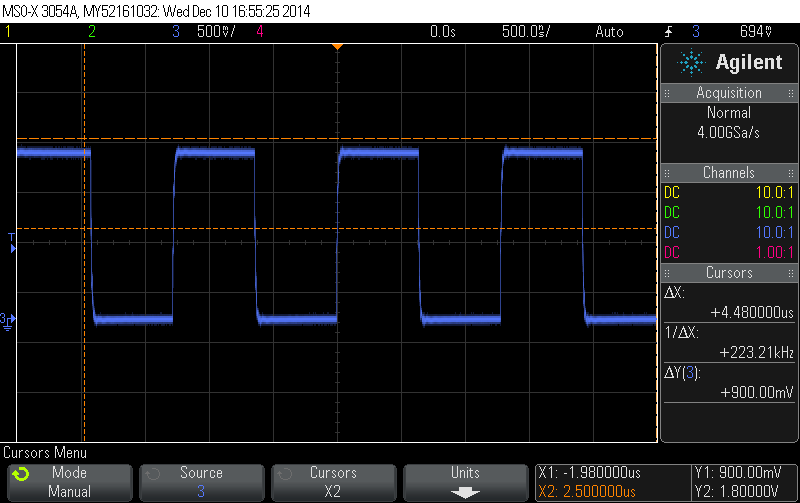 MSO-X 3054A, MY52161032: Wed Dec 10 16:55:25 2014
1 2 3 500mV/ 4 0.0s 500.0ns/ Auto 3 694mV
Agilent
Acquisition
Normal
4.00GSa/s
Channels
DC 10.0:1
DC 10.0:1
DC 10.0:1
DC 1.00:1
Cursors
ΔX:
+4.480000us
1/ΔX:
+223.21kHz
ΔY(3):
+900.00mV
T
3
Cursors Menu
Mode
Manual
Source
3
Cursors
X2
Units
X1: -1.980000us
X2: 2.500000us
Y1: 900.00mV
Y2: 1.80000V